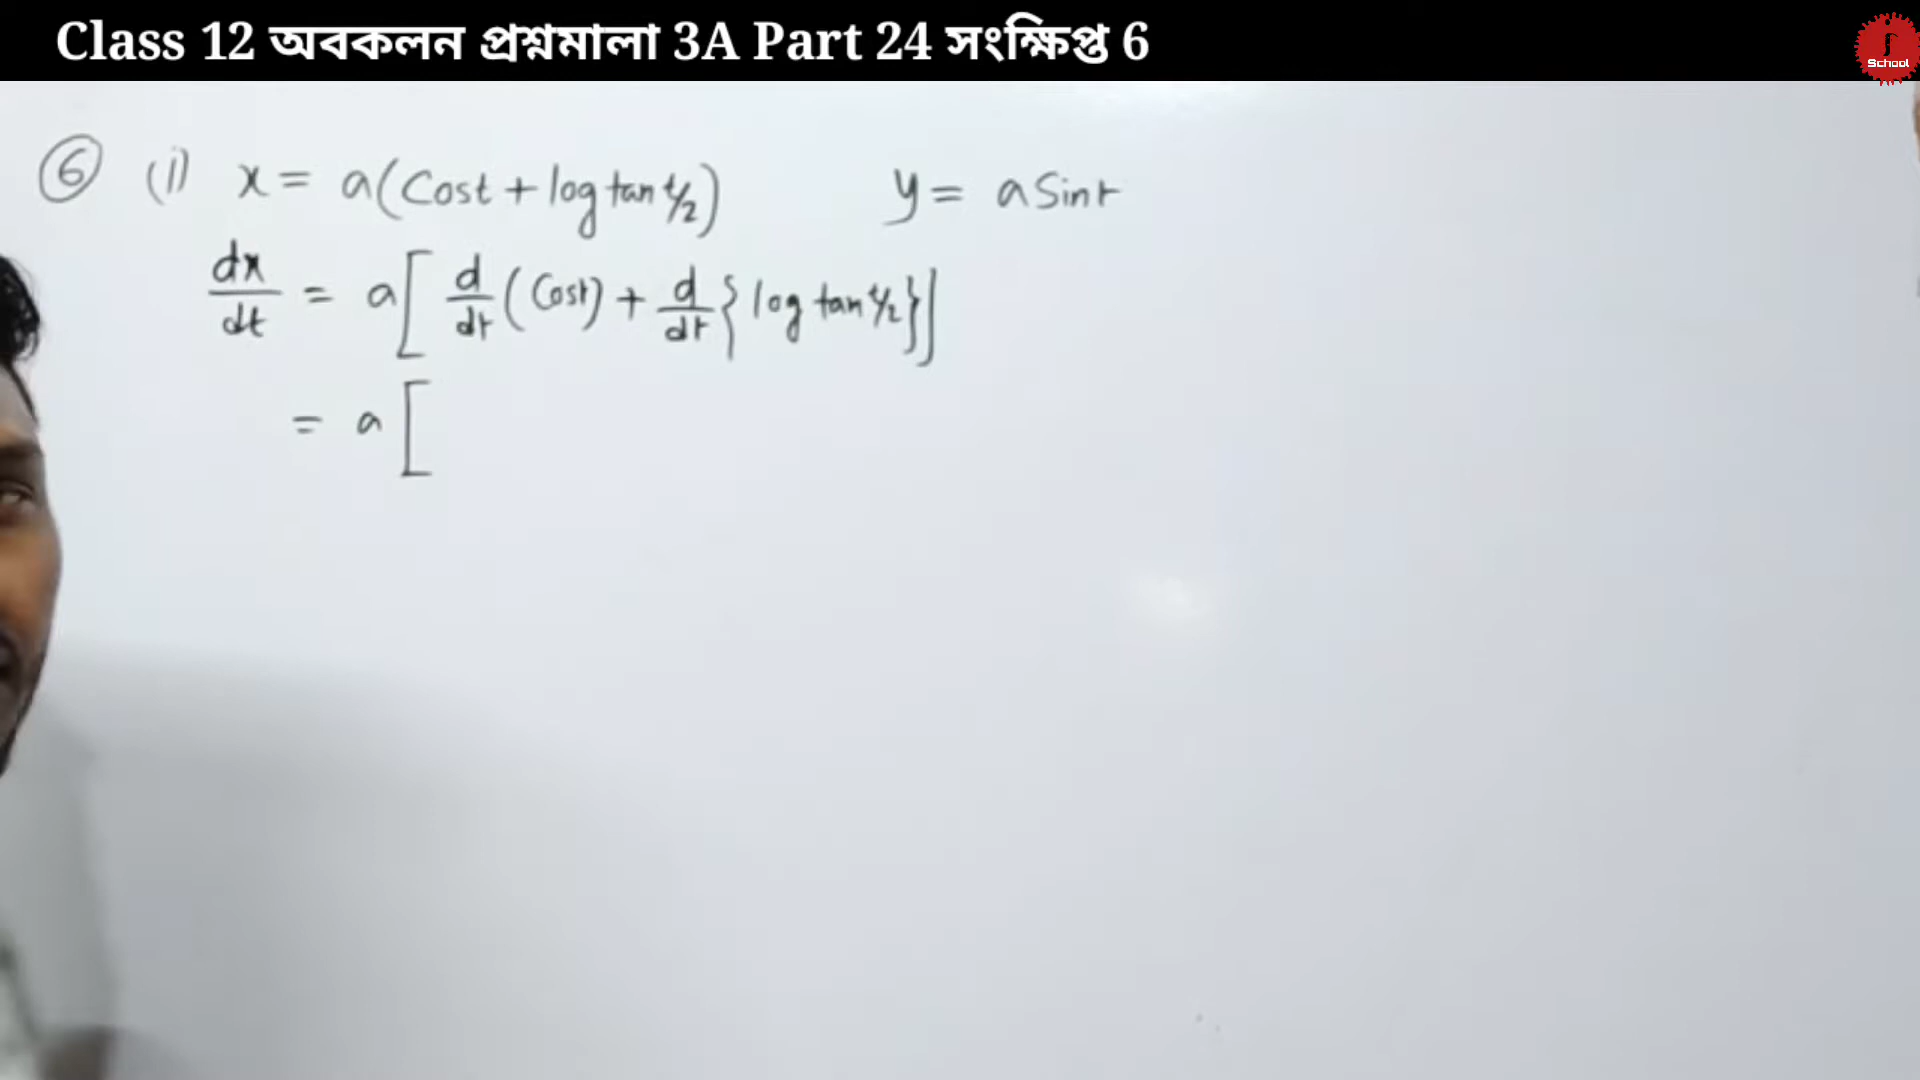 Class 12 অবকলন প্রশ্নমালা 3A Part 24 সংক্ষিপ্ত 6
School
⑥ (i) x = a(Cost + log tan t/2) y = a Sint
dx/dt = a[ d/dt (Cost) + d/dt { log tan t/2 } ]
= a [